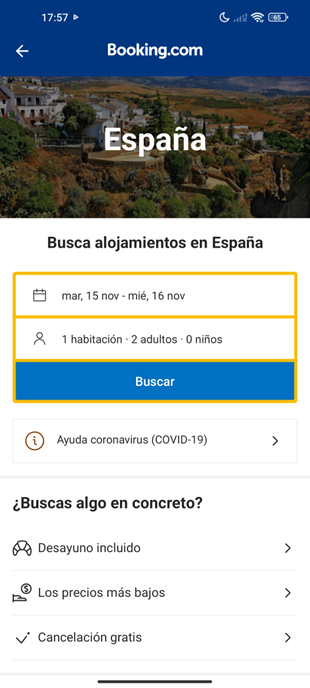 17:57
65
Booking.com
España
Busca alojamientos en España
mar, 15 nov - mié, 16 nov
1 habitación · 2 adultos · 0 niños
Buscar
Ayuda coronavirus (COVID-19)
¿Buscas algo en concreto?
Desayuno incluido
Los precios más bajos
Cancelación gratis